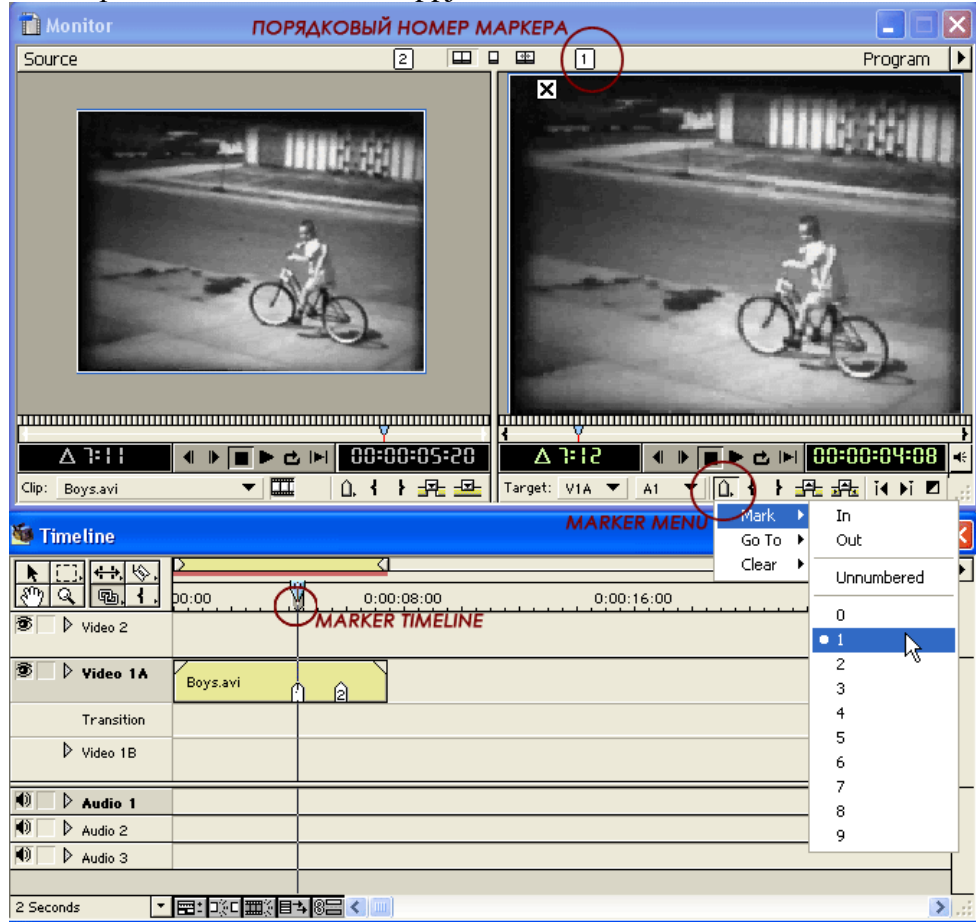 Monitor
ПОРЯДКОВЫЙ НОМЕР МАРКЕРА
Source 2 1 Program
Δ 7:11 00:00:05:20 Δ 7:12 00:00:04:08
Clip: Boys.avi Target: V1A A1
MARKER MENU
Mark In
Go To Out
Clear
Unnumbered
0
1
2
3
4
5
6
7
8
9
Timeline
00:00 0:00:08:00 0:00:16:00
MARKER TIMELINE
Video 2
Video 1A Boys.avi 2
Transition
Video 1B
Audio 1
Audio 2
Audio 3
2 Seconds